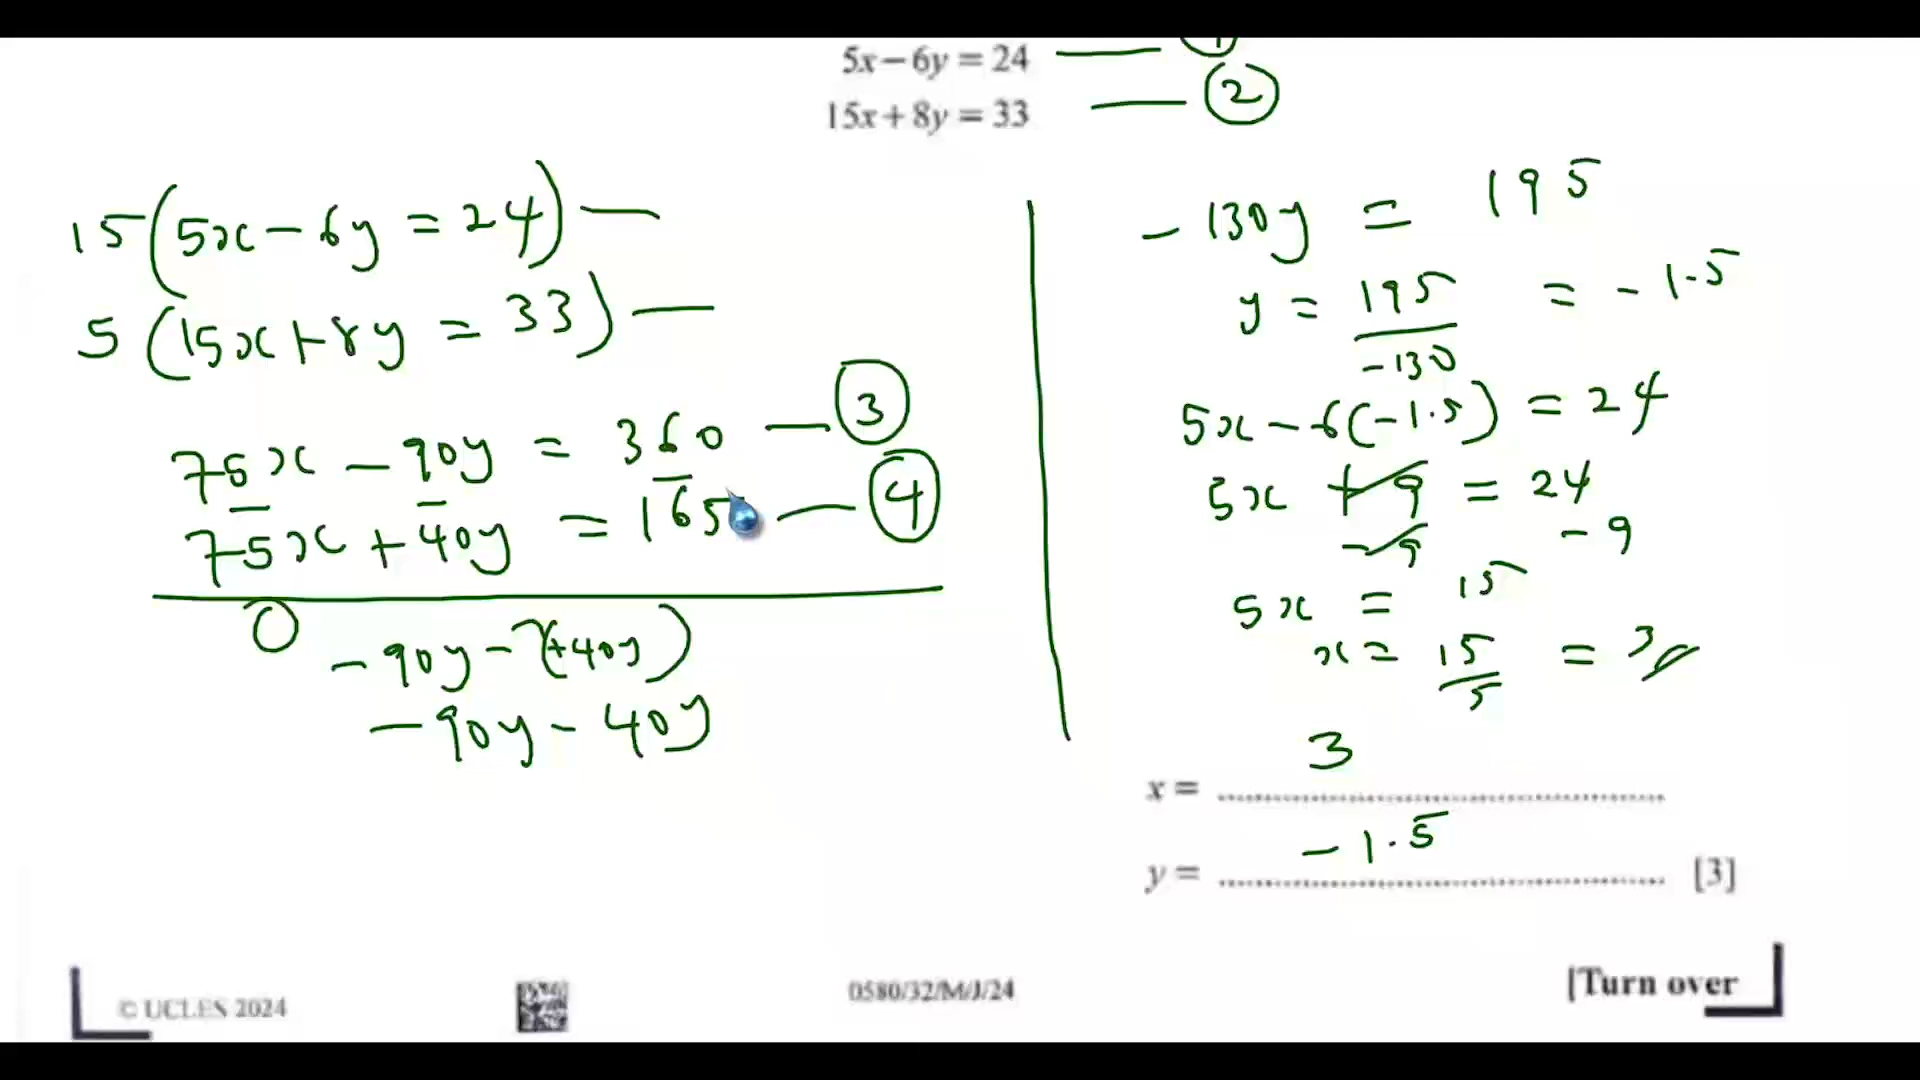 5x − 6y = 24 —— ①
15x + 8y = 33 —— ②
15(5x − 6y = 24) —
5(15x + 8y = 33) —
75x − 90y = 360 — ③
75x + 40y = 165 — ④
0
−90y − (+40y)
−90y − 40y
−130y = 195
y = 195/−130 = −1.5
5x − 6(−1.5) = 24
5x + 9 = 24
−9 −9
5x = 15
x = 15/5 = 3
3
x = ........................................
−1.5
y = ........................................ [3]
© UCLES 2024
0580/32/M/J/24
[Turn over